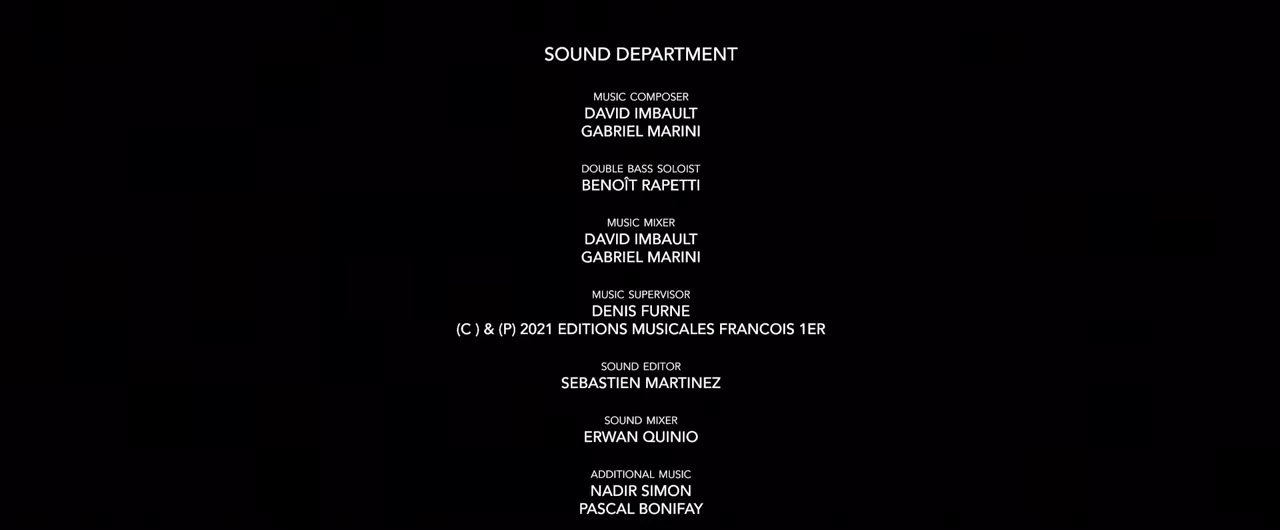 SOUND DEPARTMENT
MUSIC COMPOSER
DAVID IMBAULT
GABRIEL MARINI
DOUBLE BASS SOLOIST
BENOÎT RAPETTI
MUSIC MIXER
DAVID IMBAULT
GABRIEL MARINI
MUSIC SUPERVISOR
DENIS FURNE
(C ) & (P) 2021 EDITIONS MUSICALES FRANCOIS 1ER
SOUND EDITOR
SEBASTIEN MARTINEZ
SOUND MIXER
ERWAN QUINIO
ADDITIONAL MUSIC
NADIR SIMON
PASCAL BONIFAY